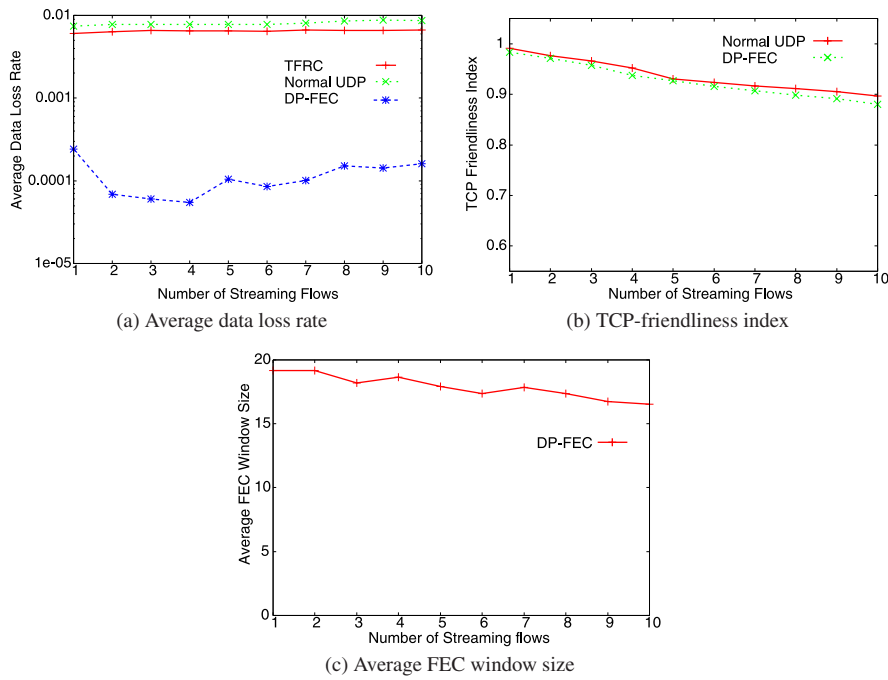 0.01
0.001
0.0001
1e-05
Average Data Loss Rate
TFRC
Normal UDP
DP-FEC
1 2 3 4 5 6 7 8 9 10
Number of Streaming Flows
(a) Average data loss rate
1
0.9
0.8
0.7
0.6
TCP Friendliness Index
Normal UDP
DP-FEC
1 2 3 4 5 6 7 8 9 10
Number of Streaming Flows
(b) TCP-friendliness index
20
15
10
5
0
Average FEC Window Size
DP-FEC
1 2 3 4 5 6 7 8 9 10
Number of Streaming flows
(c) Average FEC window size